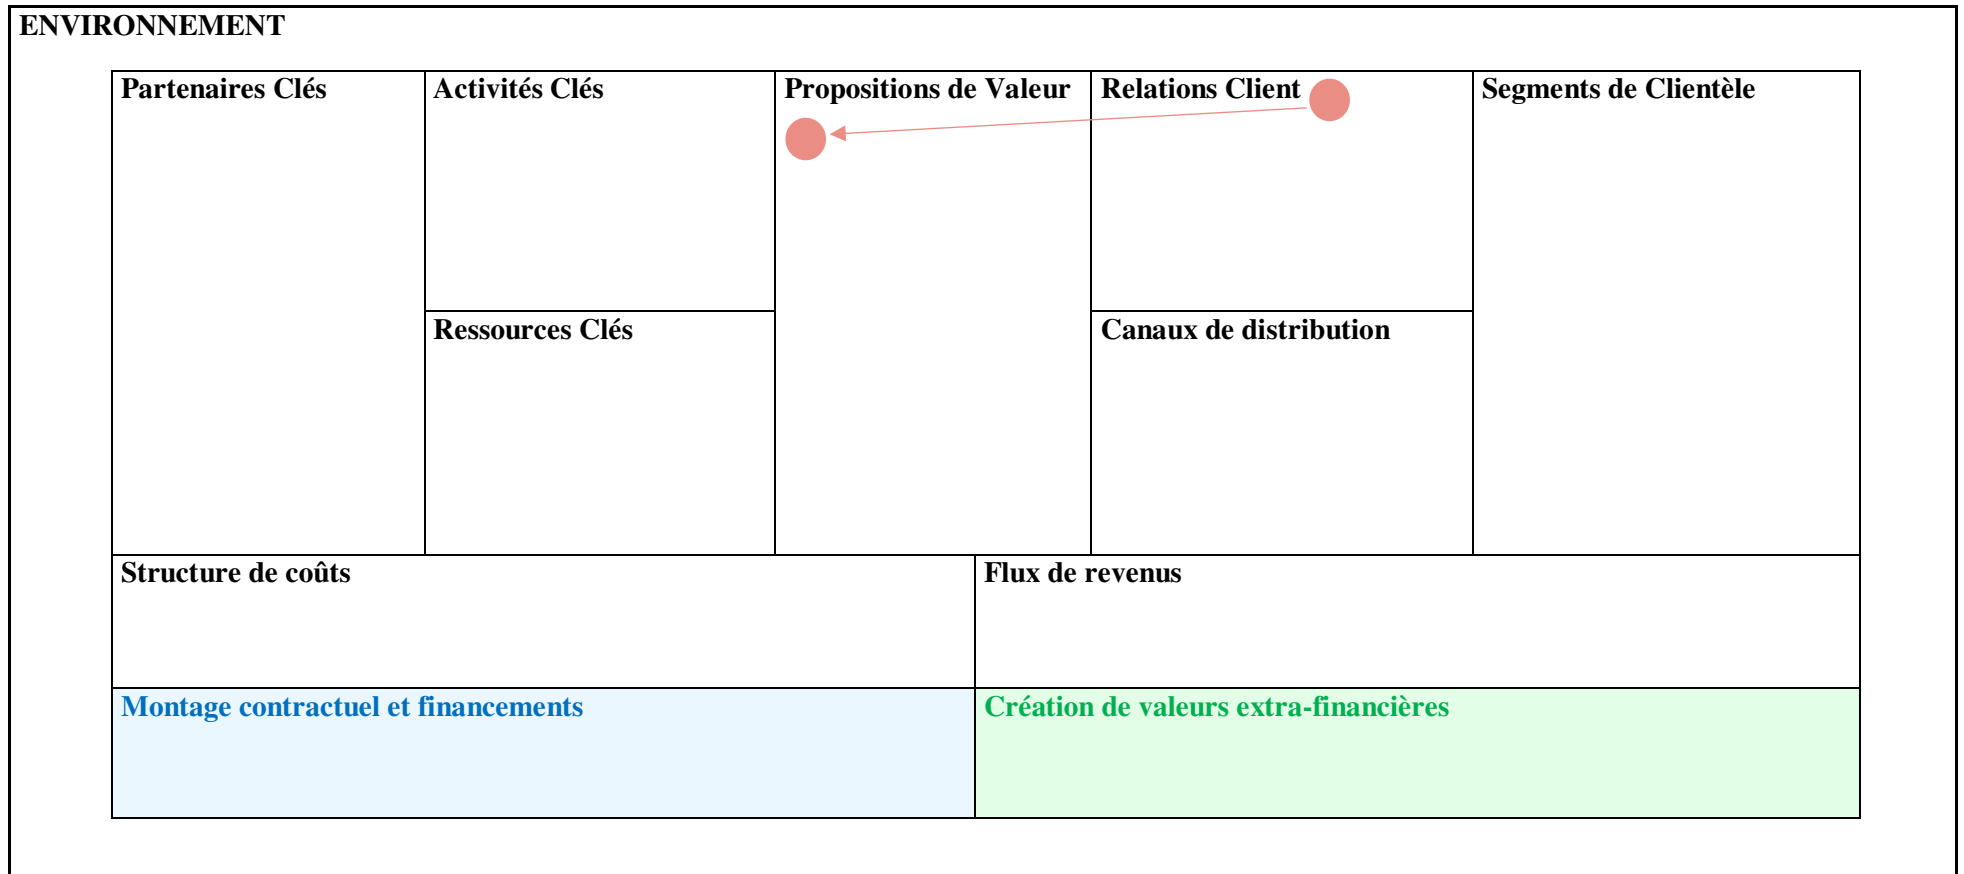 ENVIRONNEMENT
Partenaires Clés
Activités Clés
Propositions de Valeur
Relations Client
Segments de Clientèle
Ressources Clés
Canaux de distribution
Structure de coûts
Flux de revenus
Montage contractuel et financements
Création de valeurs extra-financières